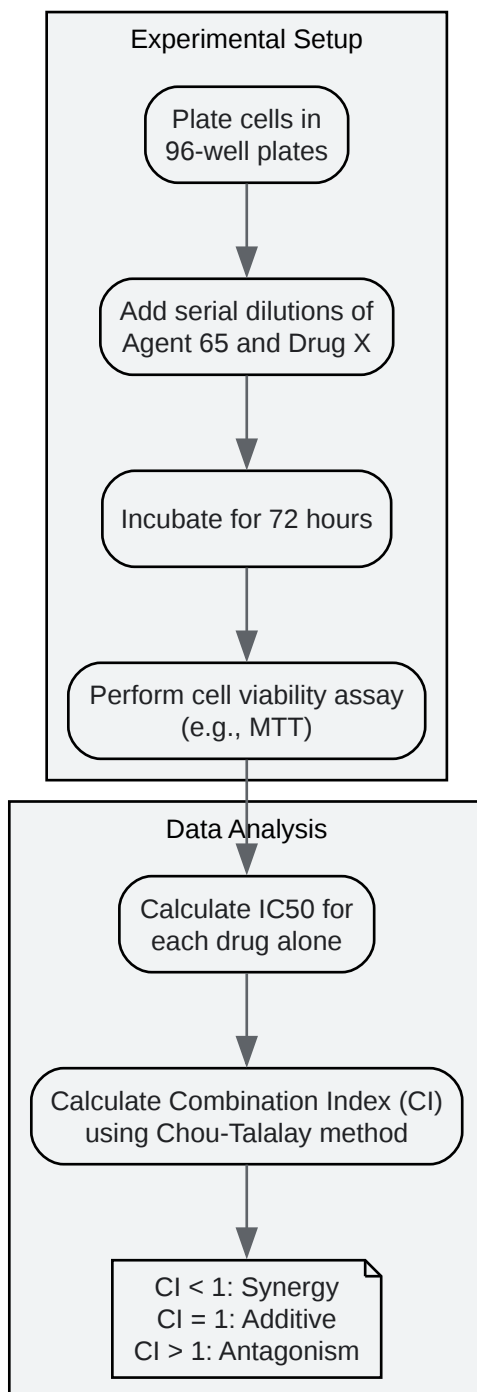 Experimental Setup
Plate cells in
96-well plates
Add serial dilutions of
Agent 65 and Drug X
Incubate for 72 hours
Perform cell viability assay
(e.g., MTT)
Data Analysis
Calculate IC50 for
each drug alone
Calculate Combination Index (CI)
using Chou-Talalay method
CI < 1: Synergy
CI = 1: Additive
CI > 1: Antagonism